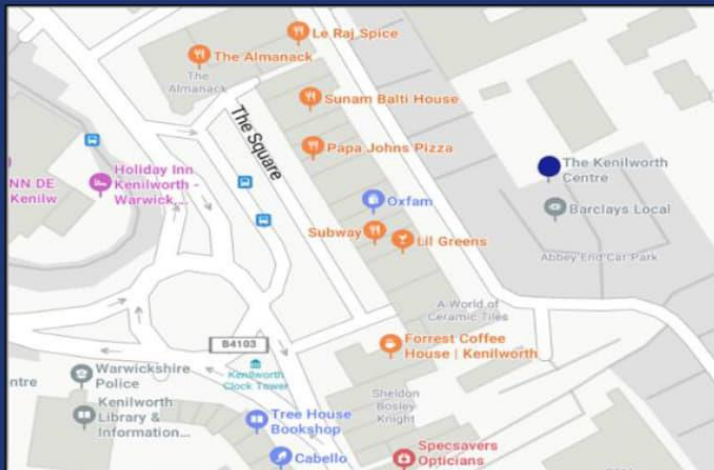 Le Raj Spice
The Almanack
The
Almanack
Sunam Balti House
The Square
Papa Johns Pizza
The Kenilworth
Centre
Holiday Inn
Kenilworth -
Warwick,...
NN DE
Kenilw
Oxfam
Barclays Local
Subway
Lil Greens
Abbey End Car Park
A World of
Ceramic Tiles
B4103
Forrest Coffee
House | Kenilworth
Kenilworth
Clock Tower
Warwickshire
Police
entre
Kenilworth
Library &
Information...
Sheldon
Bosley
Knight
Tree House
Bookshop
Cabello
Specsavers
Opticians